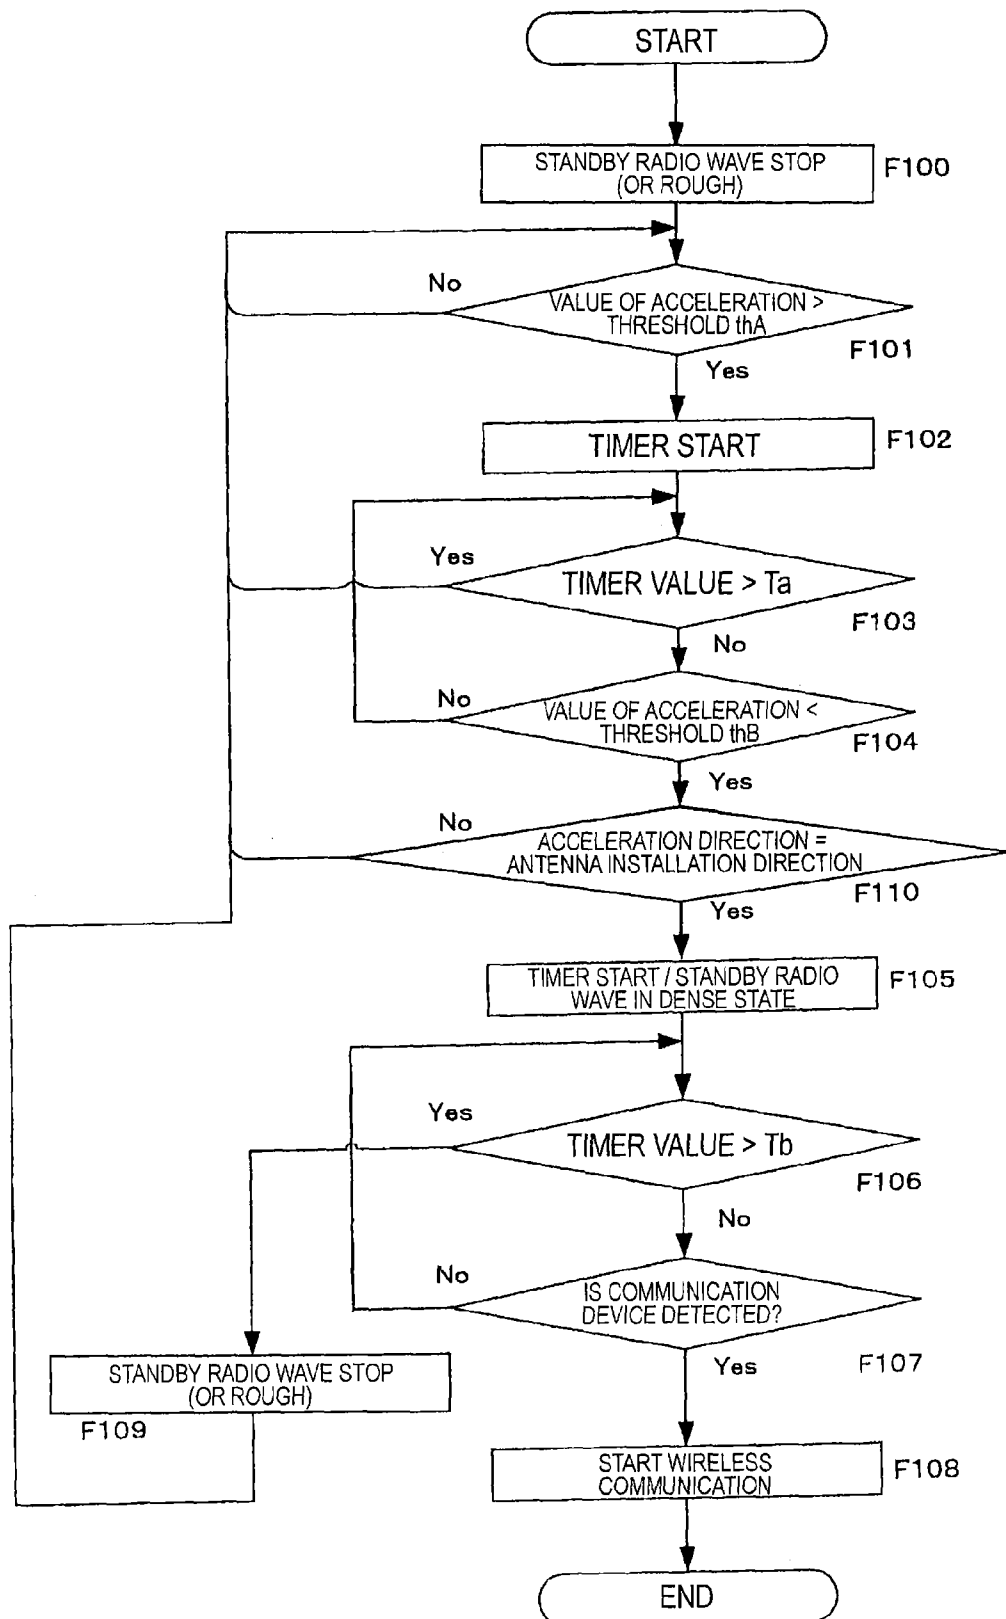 START
STANDBY RADIO WAVE STOP
(OR ROUGH)
F100
No
VALUE OF ACCELERATION >
THRESHOLD thA
F101
Yes
TIMER START
F102
Yes
TIMER VALUE > Ta
F103
No
No
VALUE OF ACCELERATION <
THRESHOLD thB
F104
Yes
No
ACCELERATION DIRECTION =
ANTENNA INSTALLATION DIRECTION
F110
Yes
TIMER START / STANDBY RADIO
WAVE IN DENSE STATE
F105
Yes
TIMER VALUE > Tb
F106
No
No
IS COMMUNICATION
DEVICE DETECTED?
F107
Yes
STANDBY RADIO WAVE STOP
(OR ROUGH)
F109
START WIRELESS
COMMUNICATION
F108
END